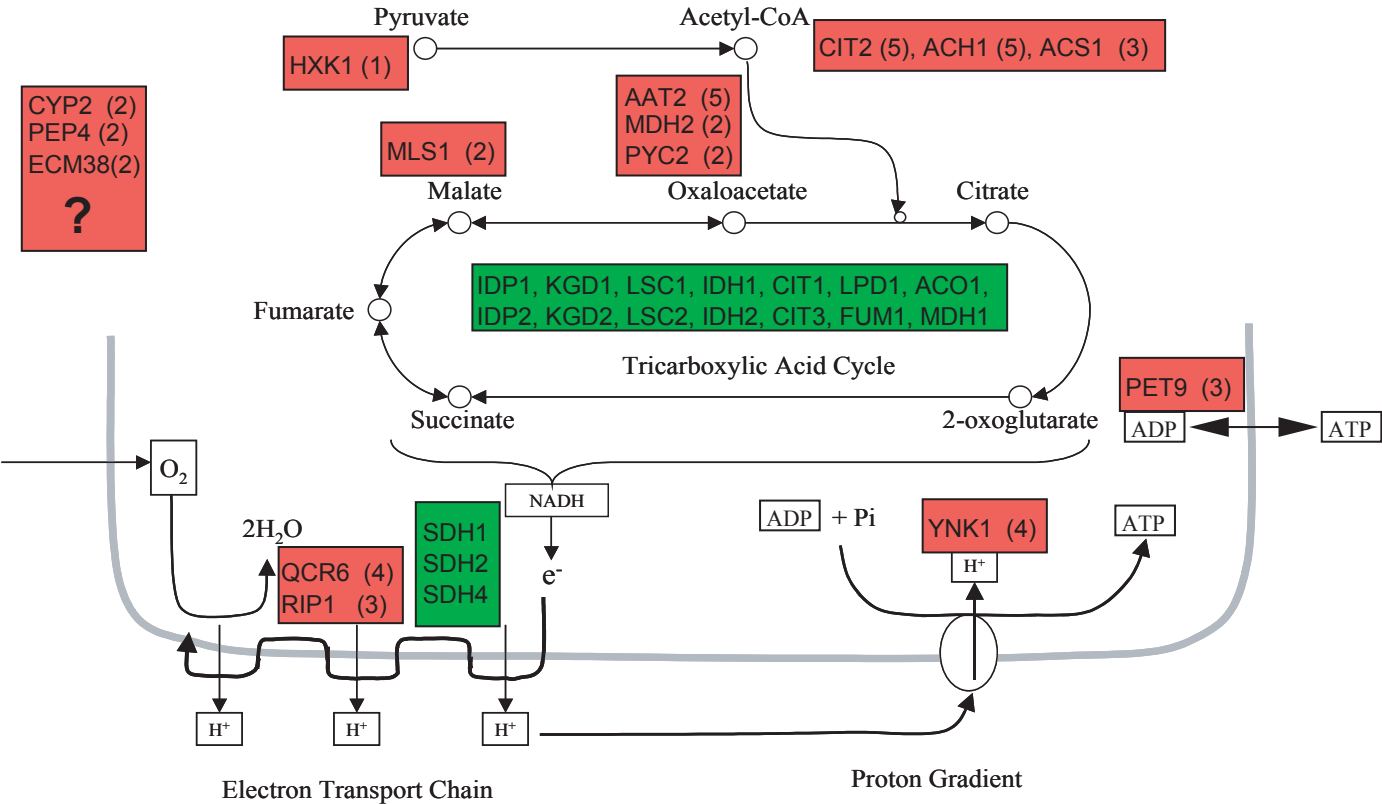 Pyruvate
Acetyl-CoA
HXK1 (1)
CIT2 (5), ACH1 (5), ACS1 (3)
CYP2 (2)
PEP4 (2)
ECM38(2)
?
AAT2 (5)
MDH2 (2)
PYC2 (2)
MLS1 (2)
Malate
Oxaloacetate
Citrate
IDP1, KGD1, LSC1, IDH1, CIT1, LPD1, ACO1,
IDP2, KGD2, LSC2, IDH2, CIT3, FUM1, MDH1
Fumarate
Tricarboxylic Acid Cycle
Succinate
2-oxoglutarate
PET9 (3)
ADP
ATP
O₂
NADH
2H₂O
QCR6 (4)
RIP1 (3)
SDH1
SDH2
SDH4
e⁻
ADP + Pi
YNK1 (4)
H⁺
ATP
H⁺
H⁺
H⁺
Electron Transport Chain
Proton Gradient